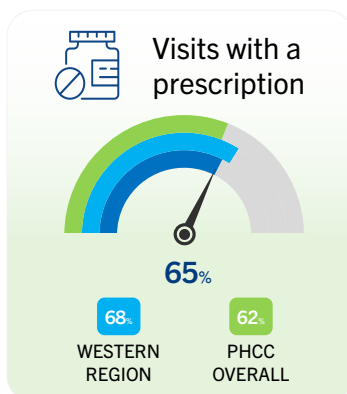 Visits with a
prescription
65%
68%
62%
WESTERN
REGION
PHCC
OVERALL